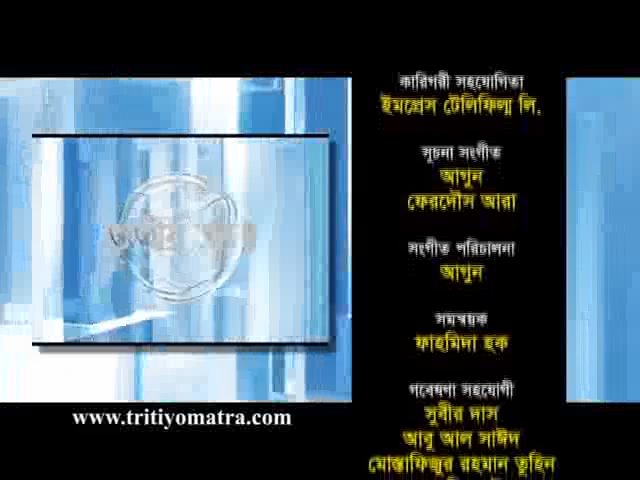 কারিগরী সহযোগিতা
ইমপ্রেস টেলিফিল্ম লি.
সূচনা সংগীত
আগুন
ফেরদৌস আরা
সংগীত পরিচালনা
আগুন
সমন্বয়ক
ফাহমিদা হক
গবেষণা সহযোগী
সুবীর দাস
আবু আল সাঈদ
মোস্তাফিজুর রহমান তুহিন
www.tritiyomatra.com